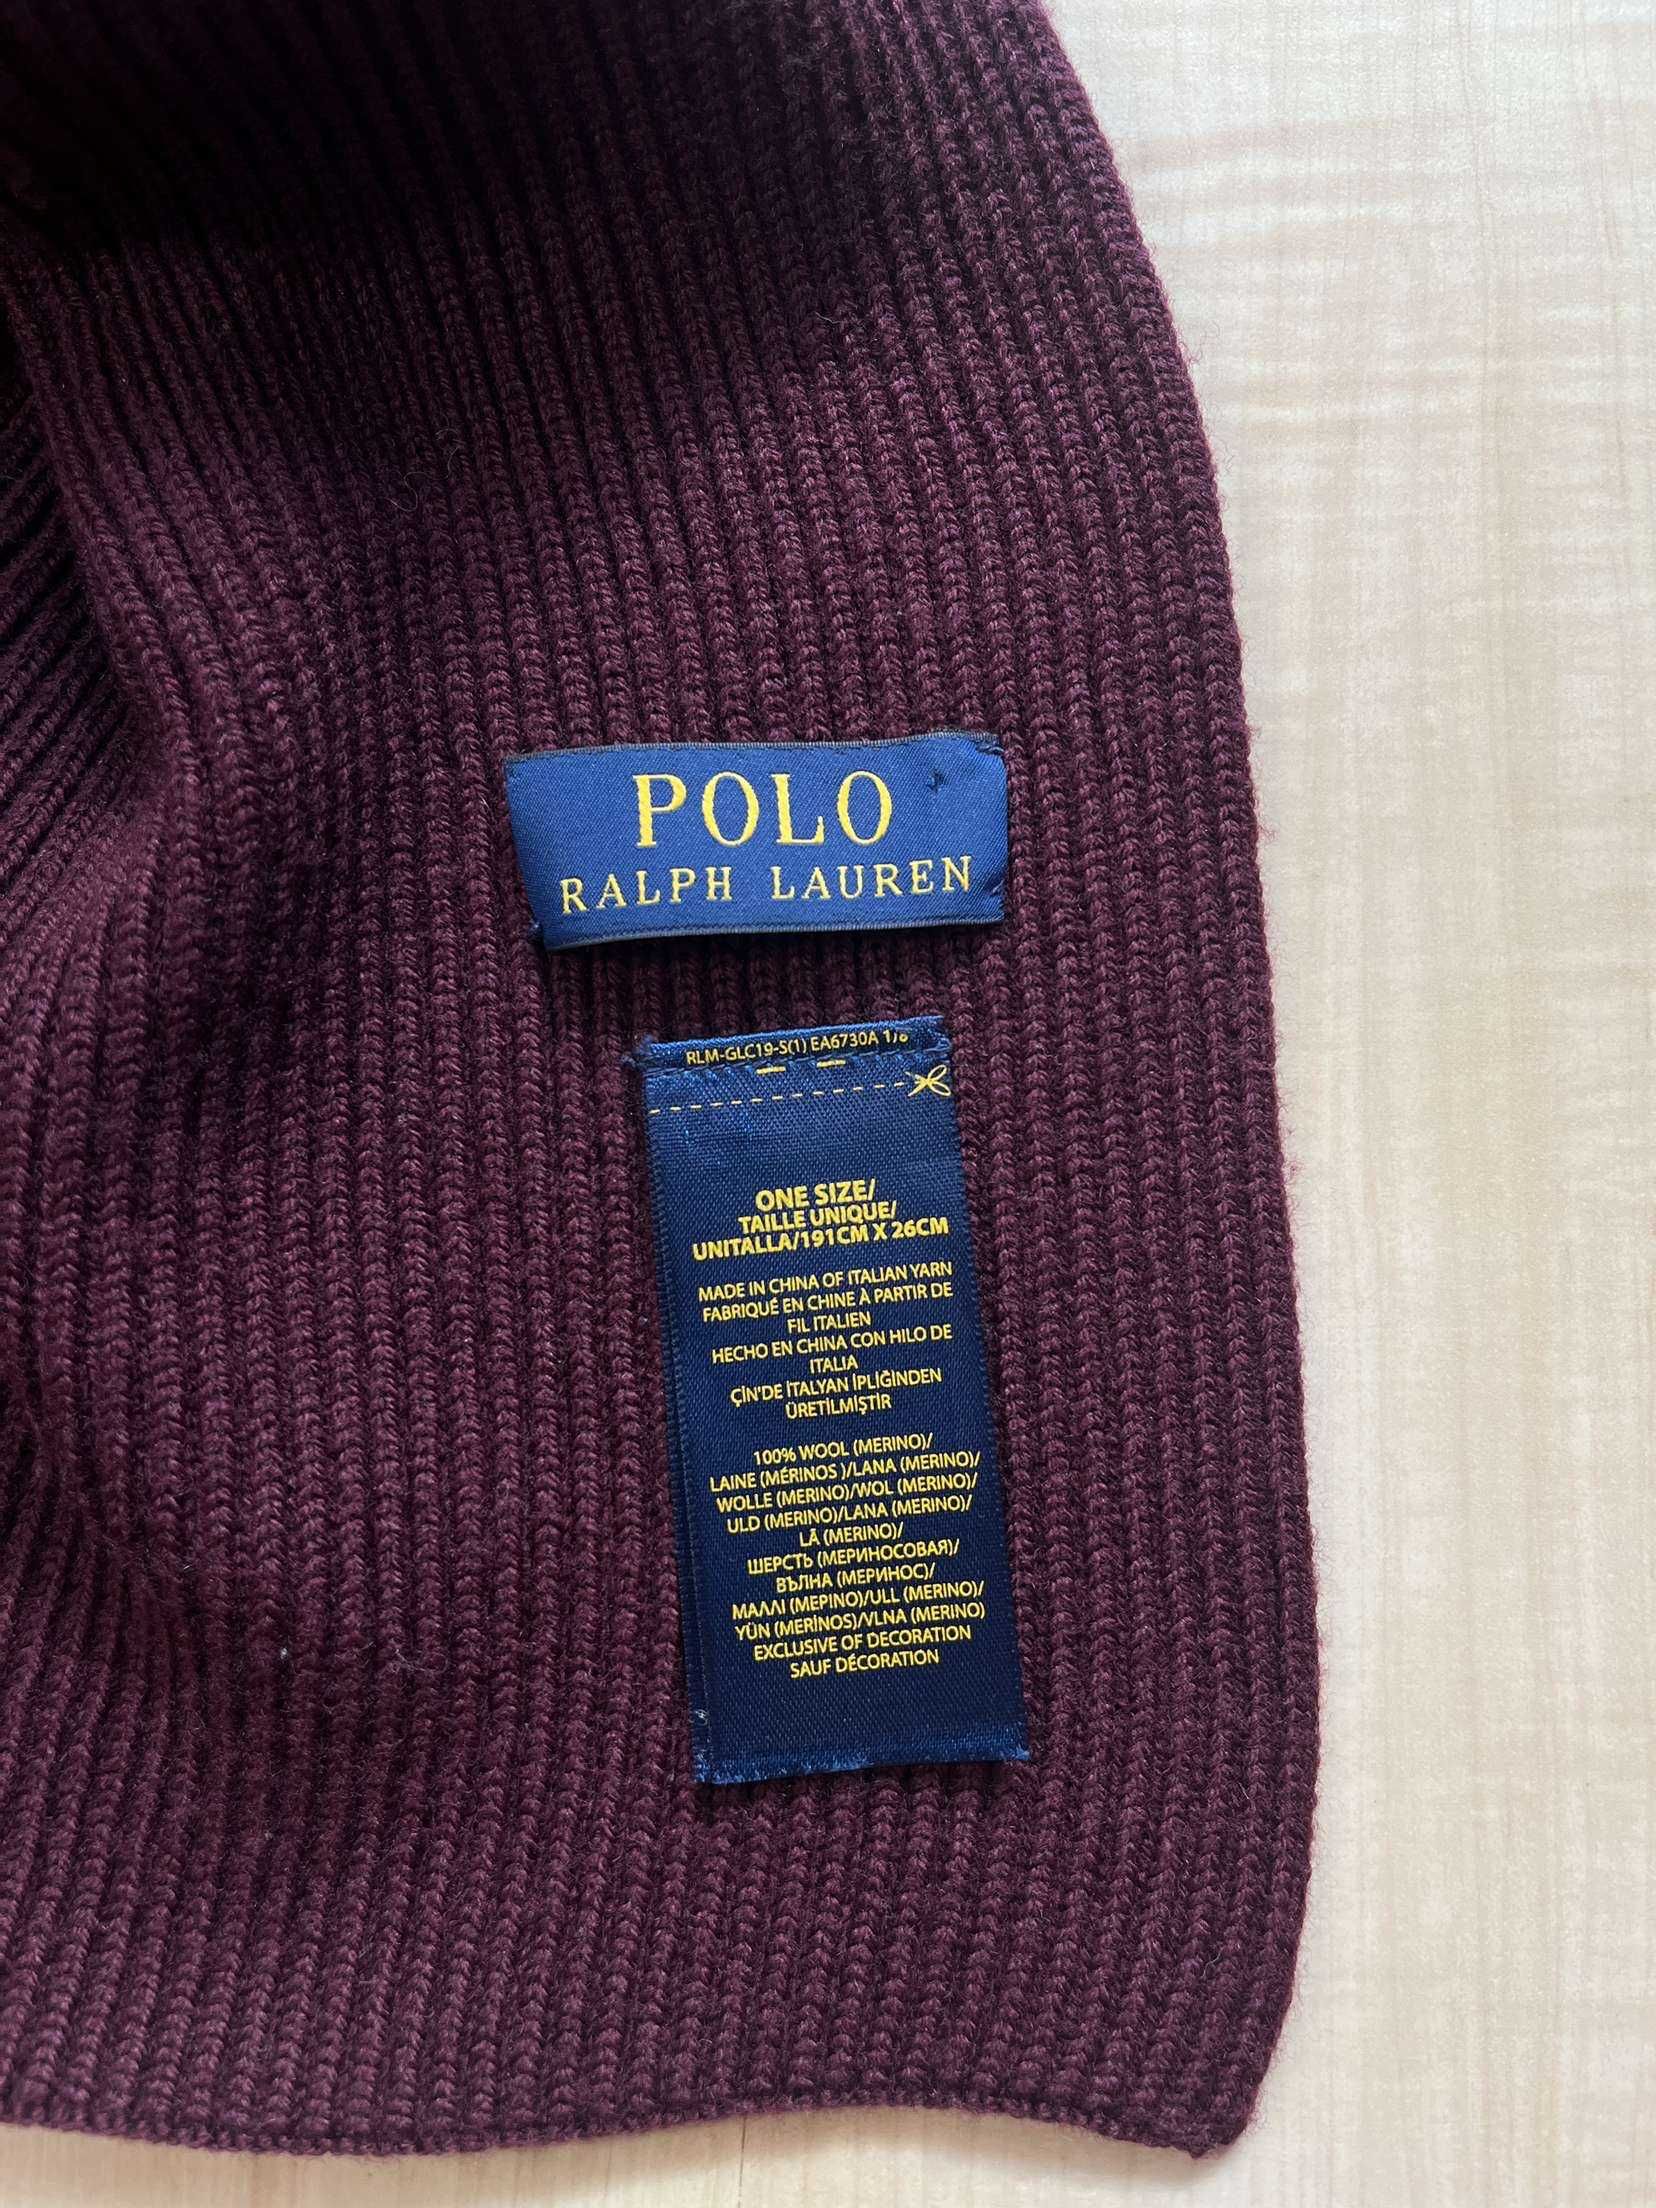 POLO
RALPH LAUREN
RLM-GLC19-S(1) EA6730A
ONE SIZE/
TAILLE UNIQUE/
UNITALLA/191CM X 26CM
MADE IN CHINA OF ITALIAN YARN
FABRIQUÉ EN CHINE À PARTIR DE
FIL ITALIEN
HECHO EN CHINA CON HILO DE
ITALIA
ÇİN'DE İTALYAN İPLİĞİNDEN
ÜRETİLMİŞTİR
100% WOOL (MERINO)/
LAINE (MÉRINOS )/LANA (MERINO)/
WOLLE (MERINO)/WOL (MERINO)/
ULD (MERINO)/LANA (MERINO)/
LÃ (MERINO)/
ШЕРСТЬ (МЕРИНОСОВАЯ)/
ВЪЛНА (МЕРИНОС)/
ΜΑΛΛΙ (ΜΕΡΙΝΟ)/ULL (MERINO)/
YÜN (MERİNOS)/VLNA (MERINO)
EXCLUSIVE OF DECORATION
SAUF DÉCORATION